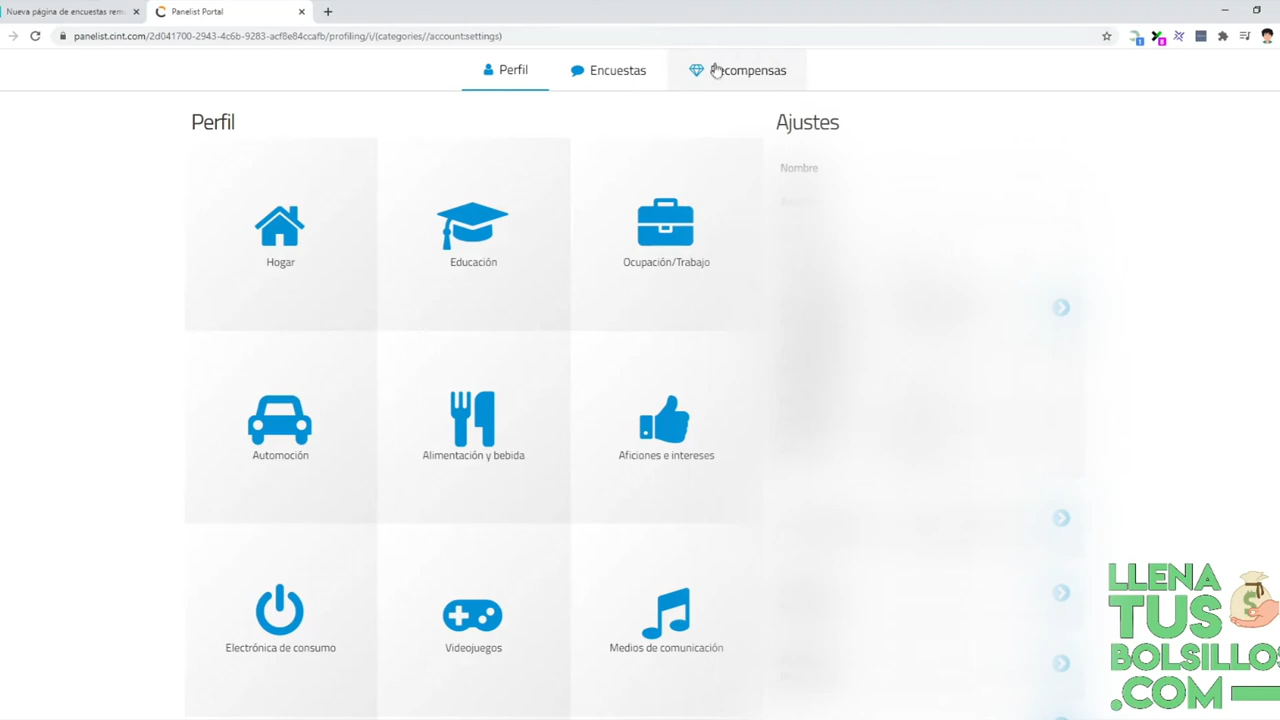 Nueva página de encuestas rem
Panelist Portal
panelist.cint.com/2d041700-2943-4c6b-9283-acf8e84ccafb/profiling/i/(categories//account:settings)
Perfil
Encuestas
compensas
Perfil
Ajustes
Nombre
Hogar
Educación
Ocupación/Trabajo
Automoción
Alimentación y bebida
Aficiones e intereses
Electrónica de consumo
Videojuegos
Medios de comunicación
LLENA
TUS
BOLSILLOS
.COM